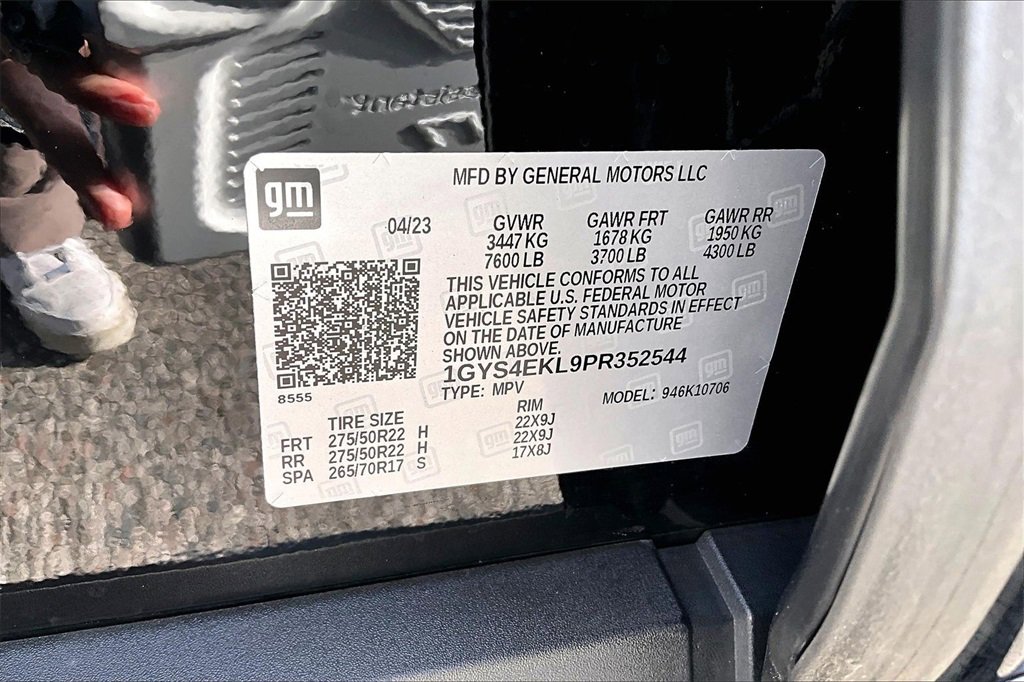 gm
MFD BY GENERAL MOTORS LLC
04/23
GVWR GAWR FRT GAWR RR
3447 KG 1678 KG 1950 KG
7600 LB 3700 LB 4300 LB
THIS VEHICLE CONFORMS TO ALL
APPLICABLE U.S. FEDERAL MOTOR
VEHICLE SAFETY STANDARDS IN EFFECT
ON THE DATE OF MANUFACTURE
SHOWN ABOVE.
1GYS4EKL9PR352544
8555
TYPE: MPV MODEL: 946K10706
TIRE SIZE RIM
FRT 275/50R22 H 22X9J
RR 275/50R22 H 22X9J
SPA 265/70R17 S 17X8J